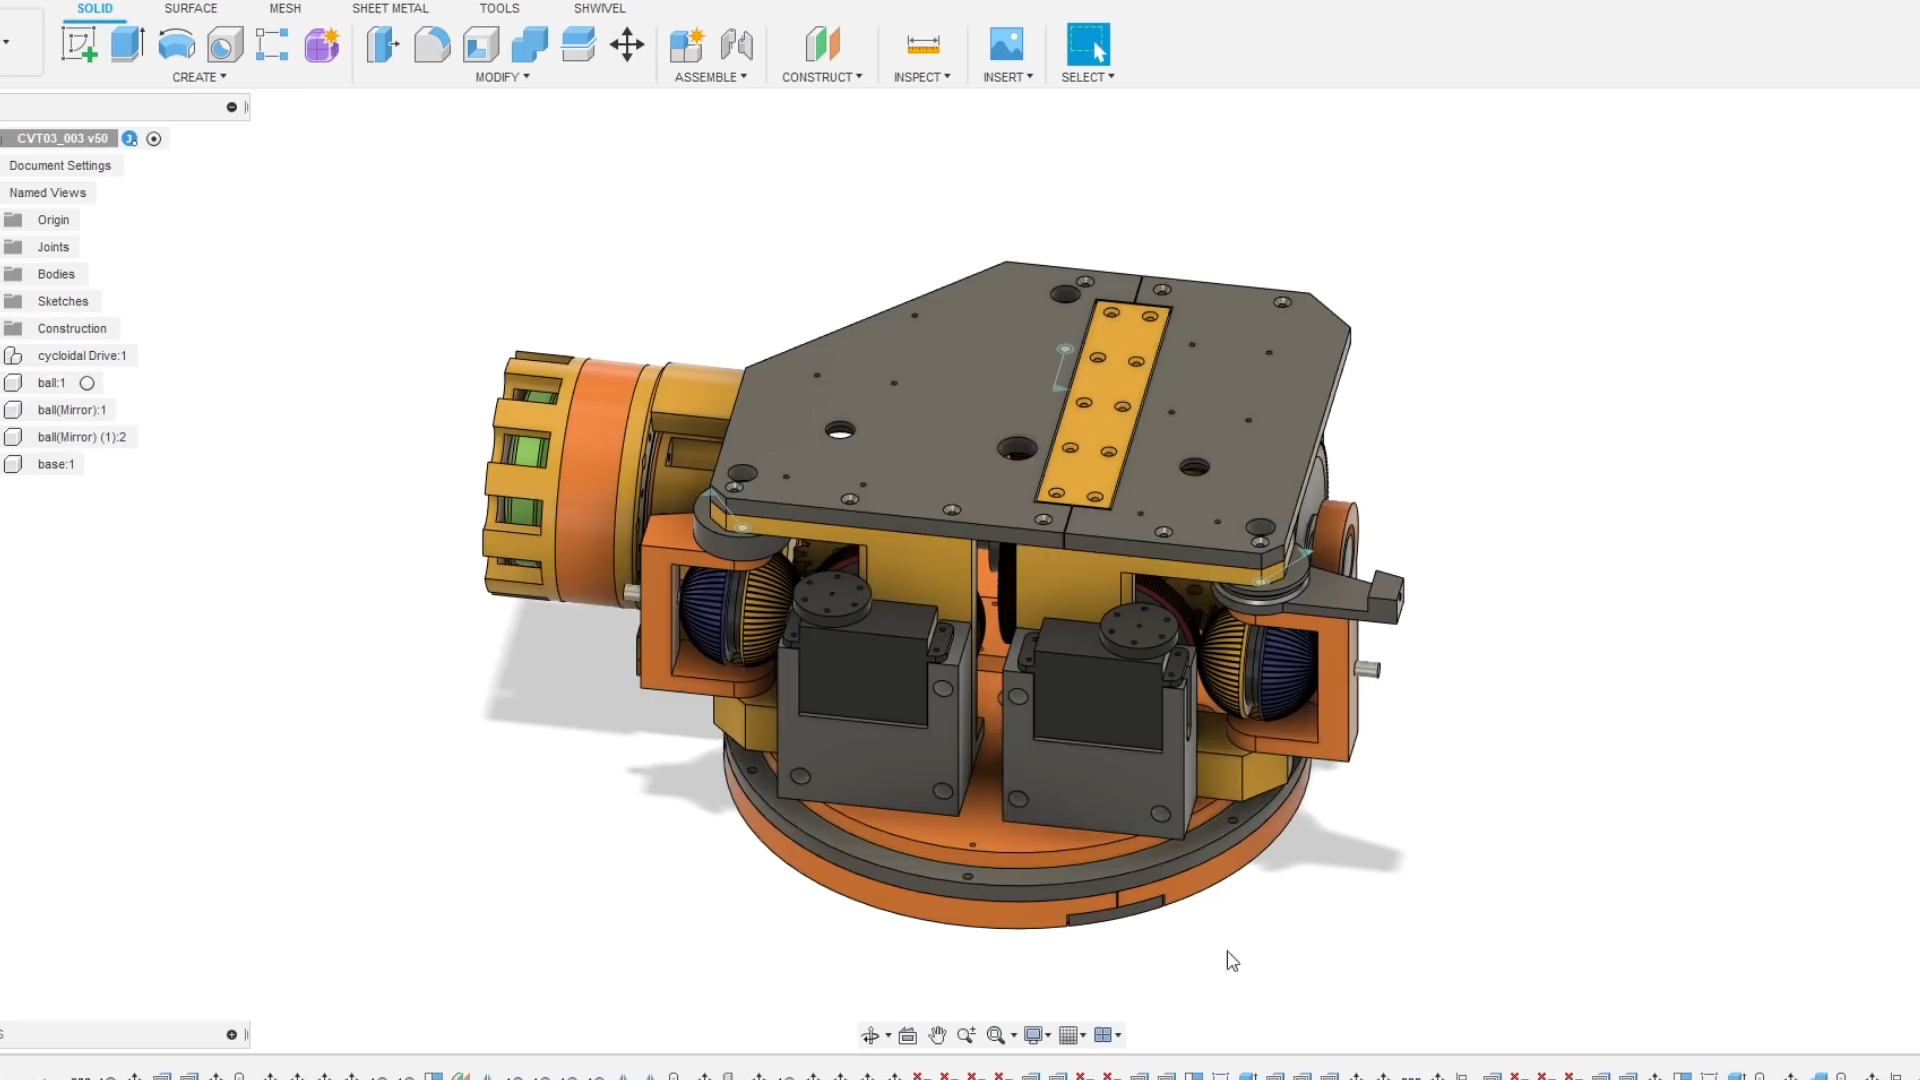 SOLID SURFACE MESH SHEET METAL TOOLS SHWIVEL
CREATE MODIFY ASSEMBLE CONSTRUCT INSPECT INSERT SELECT
CVT03_003 v50
Document Settings
Named Views
Origin
Joints
Bodies
Sketches
Construction
cycloidal Drive:1
ball:1
ball(Mirror):1
ball(Mirror) (1):2
base:1